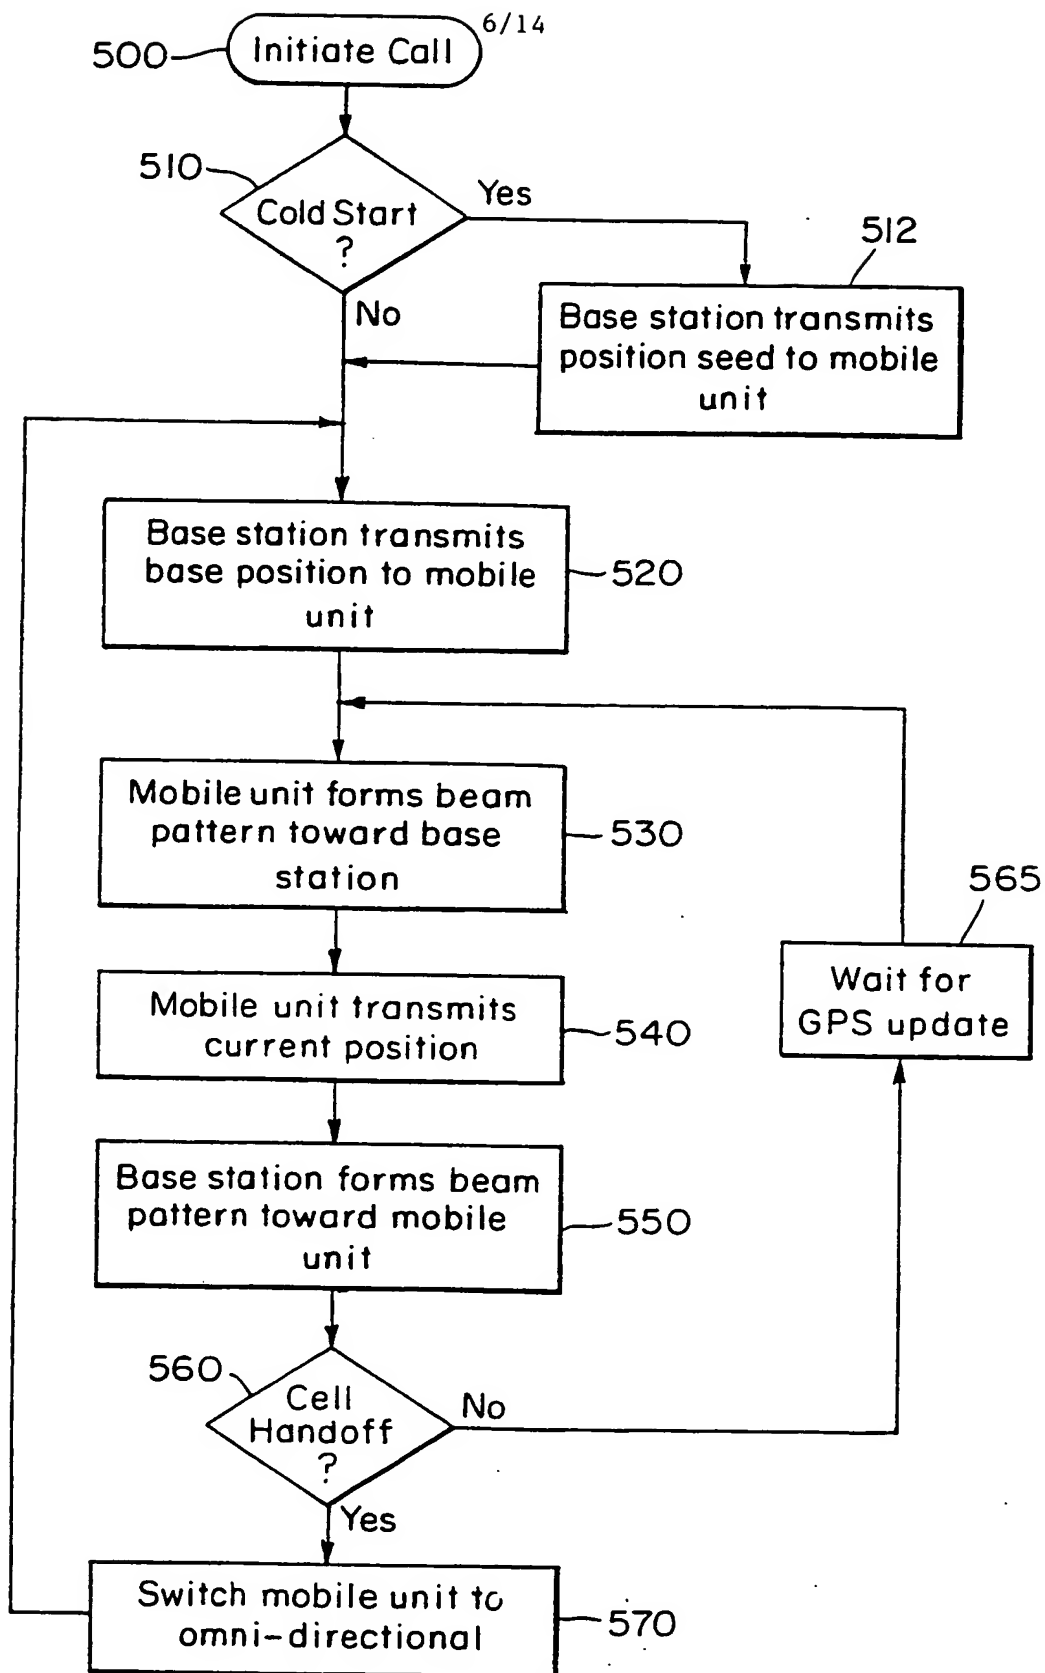 6/14
500
Initiate Call
510
Cold Start
?
Yes
No
512
Base station transmits
position seed to mobile
unit
Base station transmits
base position to mobile
unit
520
Mobile unit forms beam
pattern toward base
station
530
Mobile unit transmits
current position
540
565
Wait for
GPS update
Base station forms beam
pattern toward mobile
unit
550
560
Cell
Handoff
?
No
Yes
Switch mobile unit to
omni-directional
570